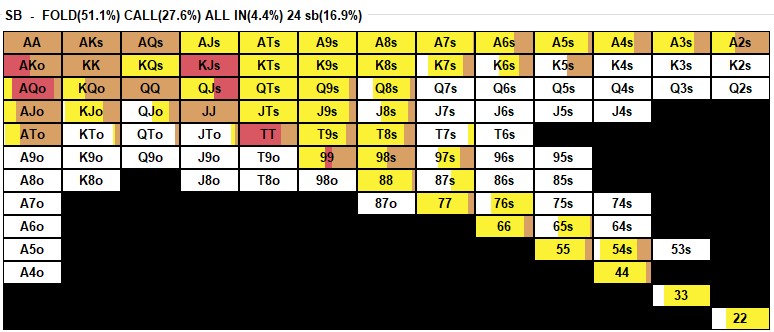 SB - FOLD(51.1%) CALL(27.6%) ALL IN(4.4%) 24 sb(16.9%)
AA AKs AQs AJs ATs A9s A8s A7s A6s A5s A4s A3s A2s
AKo KK KQs KJs KTs K9s K8s K7s K6s K5s K4s K3s K2s
AQo KQo QQ QJs QTs Q9s Q8s Q7s Q6s Q5s Q4s Q3s Q2s
AJo KJo QJo JJ JTs J9s J8s J7s J6s J5s J4s
ATo KTo QTo JTo TT T9s T8s T7s T6s
A9o K9o Q9o J9o T9o 99 98s 97s 96s 95s
A8o K8o J8o T8o 98o 88 87s 86s 85s
A7o 87o 77 76s 75s 74s
A6o 66 65s 64s
A5o 55 54s 53s
A4o 44
33
22